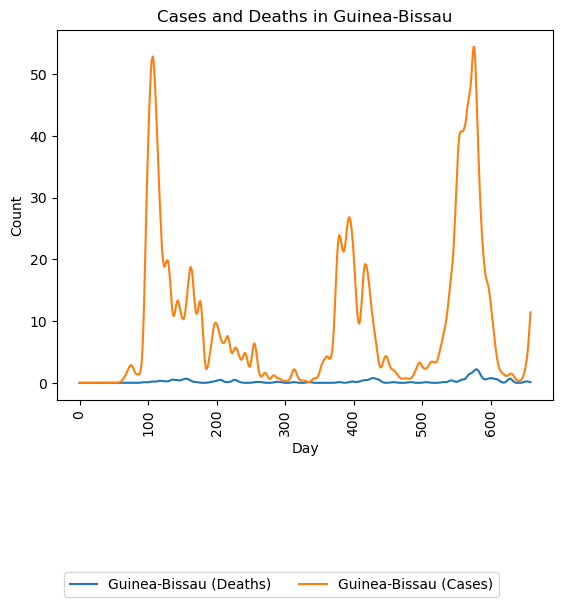 Cases and Deaths in Guinea-Bissau
Count
50
40
30
20
10
0
0 100 200 300 400 500 600
Day
Guinea-Bissau (Deaths) Guinea-Bissau (Cases)